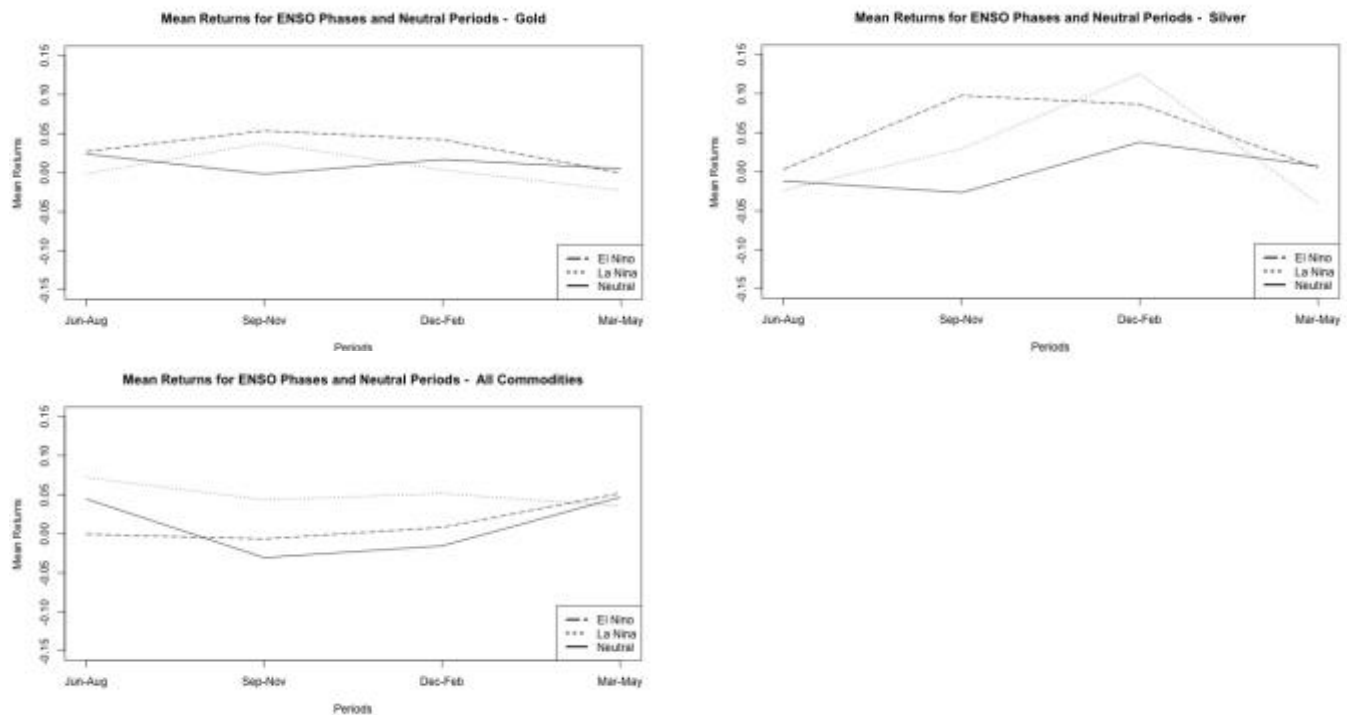 Mean Returns for ENSO Phases and Neutral Periods - Gold
Mean Returns
0.15
0.10
0.05
0.00
-0.05
-0.10
-0.15
El Nino
La Nina
Neutral
Jun-Aug
Sep-Nov
Dec-Feb
Mar-May
Periods
Mean Returns for ENSO Phases and Neutral Periods - Silver
Mean Returns
0.15
0.10
0.05
0.00
-0.05
-0.10
-0.15
El Nino
La Nina
Neutral
Jun-Aug
Sep-Nov
Dec-Feb
Mar-May
Periods
Mean Returns for ENSO Phases and Neutral Periods - All Commodities
Mean Returns
0.15
0.10
0.05
0.00
-0.05
-0.10
-0.15
El Nino
La Nina
Neutral
Jun-Aug
Sep-Nov
Dec-Feb
Mar-May
Periods